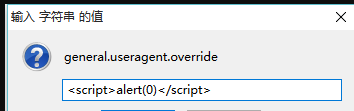 输入 字符串 的值
general.useragent.override
<script>alert(0)</script>